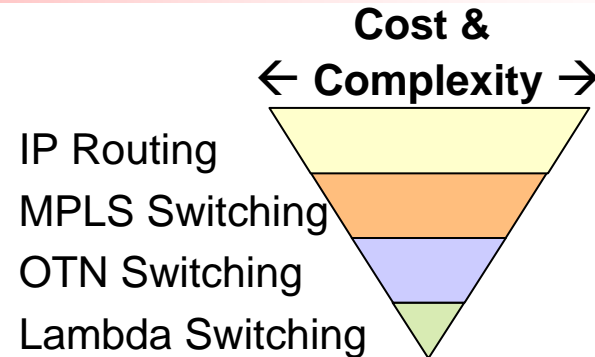 Cost &
← Complexity →
IP Routing
MPLS Switching
OTN Switching
Lambda Switching